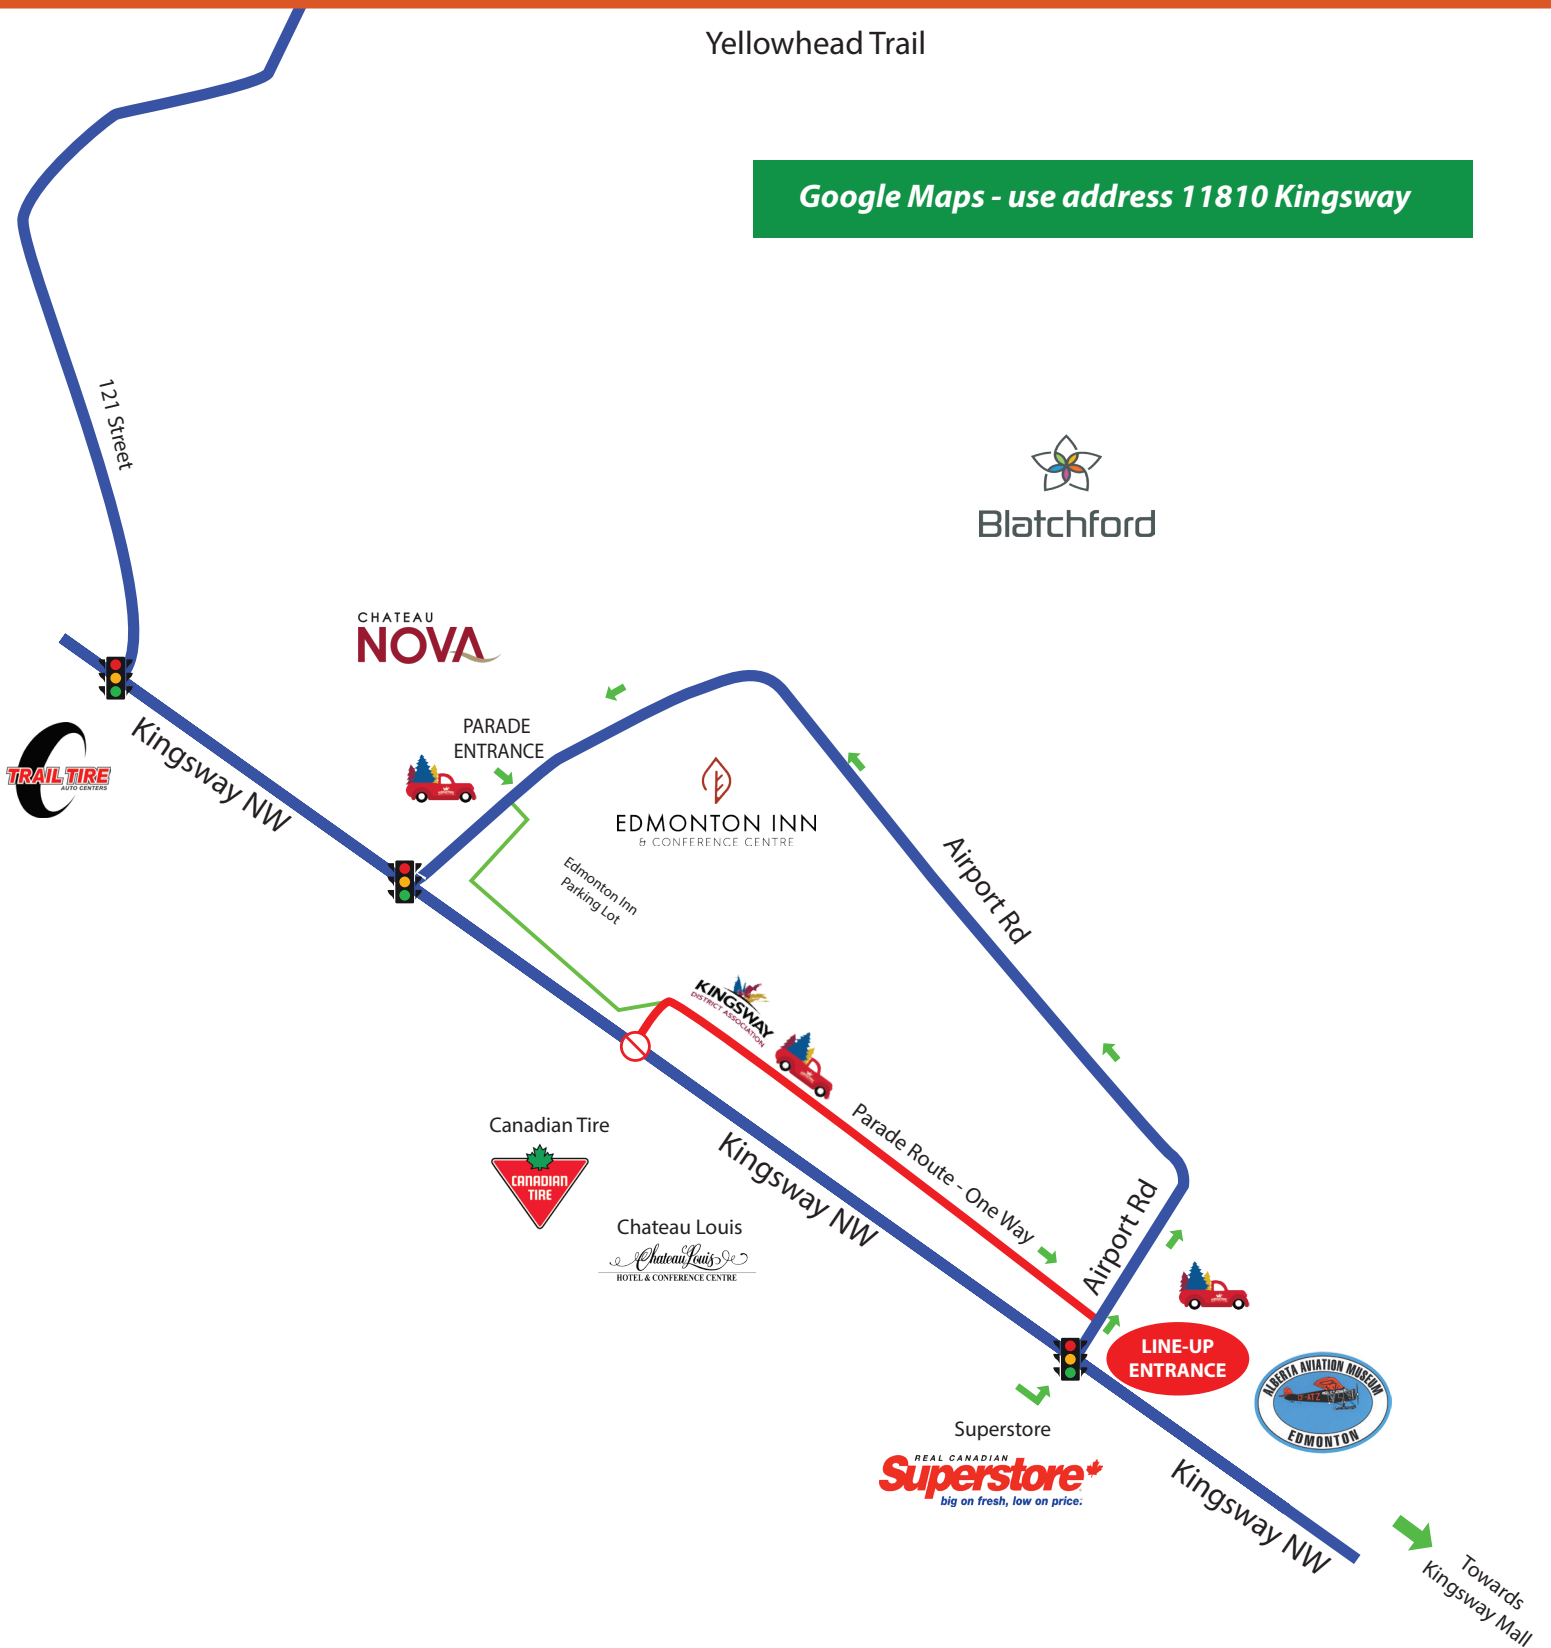 Yellowhead Trail
Google Maps - use address 11810 Kingsway
121 Street
Blatchford
CHATEAU
NOVA
PARADE
ENTRANCE
TRAIL TIRE
AUTO CENTERS
Kingsway NW
EDMONTON INN
& CONFERENCE CENTRE
Edmonton Inn
Parking Lot
Airport Rd
KINGSWAY
DISTRICT ASSOCIATION
Parade Route - One Way
Canadian Tire
CANADIAN
TIRE
Kingsway NW
Chateau Louis
Chateau Louis
HOTEL & CONFERENCE CENTRE
Airport Rd
LINE-UP
ENTRANCE
ALBERTA AVIATION MUSEUM
EDMONTON
Superstore
REAL CANADIAN
Superstore
big on fresh, low on price.
Kingsway NW
Towards
Kingsway Mall